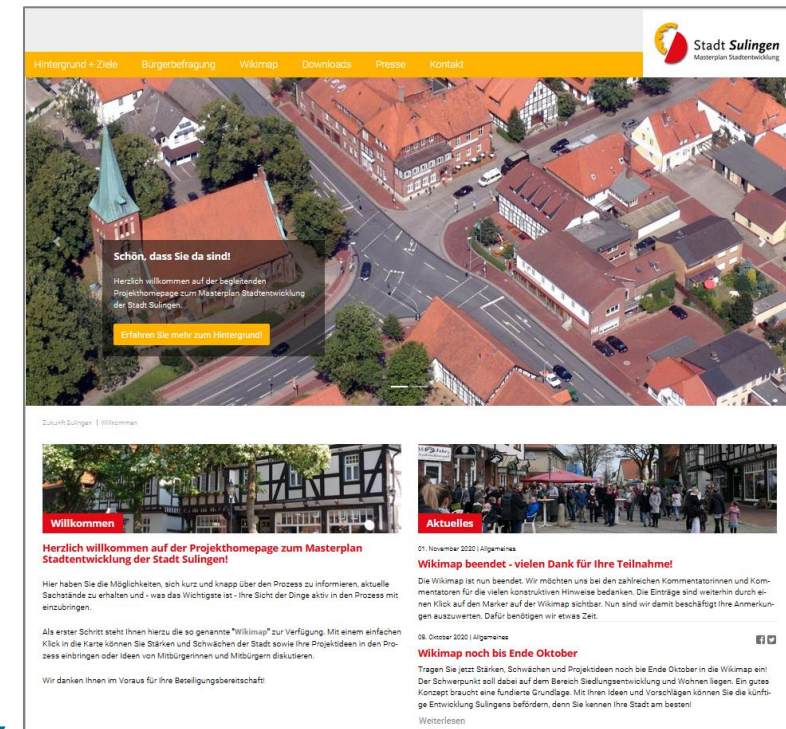 Stadt Sulingen
Masterplan Stadtentwicklung
Hintergrund + Ziele Bürgerbefragung Wikimap Downloads Presse Kontakt
Schön, dass Sie da sind!
Herzlich willkommen auf der begleitenden
Projekthomepage zum Masterplan Stadtentwicklung
der Stadt Sulingen.
Erfahren Sie mehr zum Hintergrund!
Zukunft Sulingen | Willkommen
Willkommen
Herzlich willkommen auf der Projekthomepage zum Masterplan
Stadtentwicklung der Stadt Sulingen!
Hier haben Sie die Möglichkeiten, sich kurz und knapp über den Prozess zu informieren, aktuelle
Sachstände zu erhalten und - was das Wichtigste ist - Ihre Sicht der Dinge aktiv in den Prozess mit
einzubringen.
Als erster Schritt steht Ihnen hierzu die so genannte "Wikimap" zur Verfügung. Mit einem einfachen
Klick in die Karte können Sie Stärken und Schwächen der Stadt sowie Ihre Projektideen in den Pro-
zess einbringen oder Ideen von Mitbürgerinnen und Mitbürgern diskutieren.
Wir danken Ihnen im Voraus für Ihre Beteiligungsbereitschaft!
Aktuelles
01. November 2020 | Allgemeines
Wikimap beendet - vielen Dank für Ihre Teilnahme!
Die Wikimap ist nun beendet. Wir möchten uns bei den zahlreichen Kommentatorinnen und Kom-
mentatoren für die vielen konstruktiven Hinweise bedanken. Die Einträge sind weiterhin durch ei-
nen Klick auf den Marker auf der Wikimap sichtbar. Nun sind wir damit beschäftigt Ihre Anmerkun-
gen auszuwerten. Dafür benötigen wir etwas Zeit.
09. Oktober 2020 | Allgemeines
Wikimap noch bis Ende Oktober
Tragen Sie jetzt Stärken, Schwächen und Projektideen noch bis Ende Oktober in die Wikimap ein!
Der Schwerpunkt soll dabei auf dem Bereich Siedlungsentwicklung und Wohnen liegen. Ein gutes
Konzept braucht eine fundierte Grundlage. Mit Ihren Ideen und Vorschlägen können Sie die künfti-
ge Entwicklung Sulingens befördern, denn Sie kennen Ihre Stadt am besten!
Weiterlesen